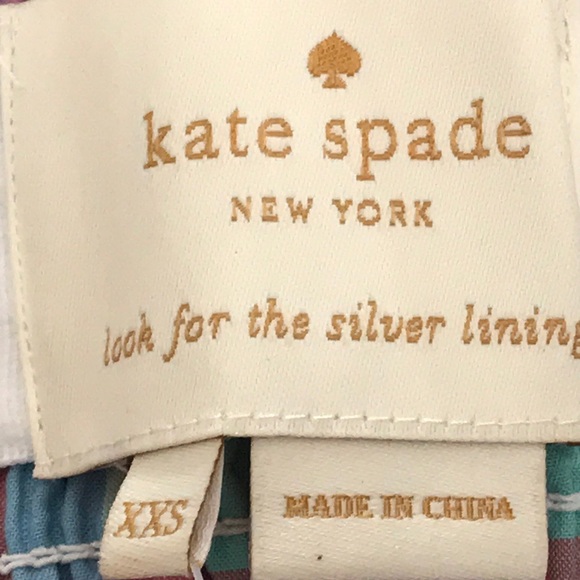 kate spade
NEW YORK
look for the silver lining
XXS
MADE IN CHINA